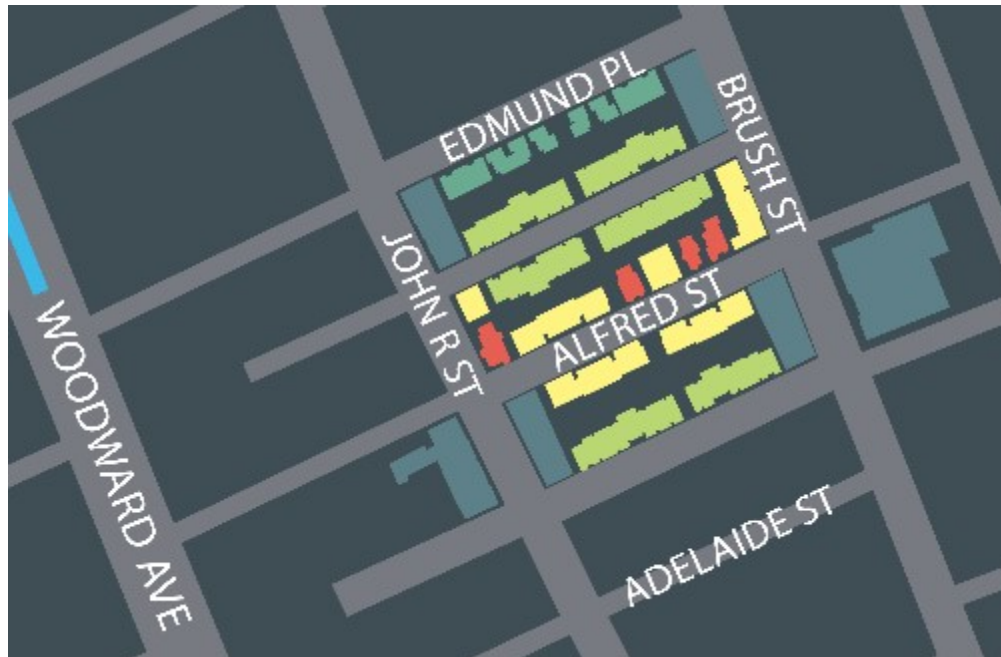 EDMUND PL
BRUSH ST
JOHN R ST
ALFRED ST
WOODWARD AVE
ADELAIDE ST